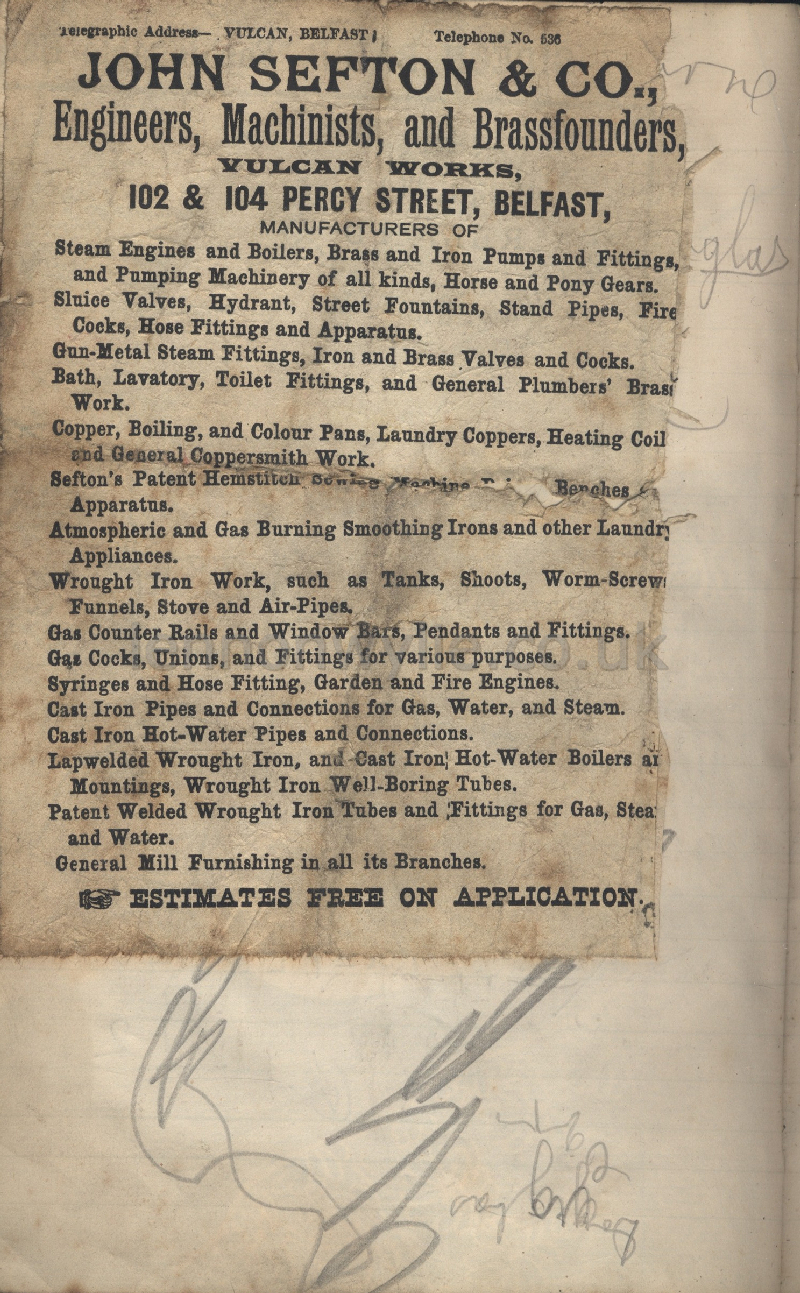 Telegraphic Address— VULCAN, BELFAST. Telephone No. 536
JOHN SEFTON & CO.,
Engineers, Machinists, and Brassfounders,
VULCAN WORKS,
102 & 104 PERCY STREET, BELFAST,
MANUFACTURERS OF
Steam Engines and Boilers, Brass and Iron Pumps and Fittings,
and Pumping Machinery of all kinds, Horse and Pony Gears.
Sluice Valves, Hydrant, Street Fountains, Stand Pipes, Fire
Cocks, Hose Fittings and Apparatus.
Gun-Metal Steam Fittings, Iron and Brass Valves and Cocks.
Bath, Lavatory, Toilet Fittings, and General Plumbers' Brass
Work.
Copper, Boiling, and Colour Pans, Laundry Coppers, Heating Coil
and General Coppersmith Work.
Sefton's Patent Hemstitch Sewing Machine Benches
Apparatus.
Atmospheric and Gas Burning Smoothing Irons and other Laundry
Appliances.
Wrought Iron Work, such as Tanks, Shoots, Worm-Screw
Funnels, Stove and Air-Pipes.
Gas Counter Rails and Window Bars, Pendants and Fittings.
Gas Cocks, Unions, and Fittings for various purposes.
Syringes and Hose Fitting, Garden and Fire Engines.
Cast Iron Pipes and Connections for Gas, Water, and Steam.
Cast Iron Hot-Water Pipes and Connections.
Lapwelded Wrought Iron, and Cast Iron Hot-Water Boilers a
Mountings, Wrought Iron Well-Boring Tubes.
Patent Welded Wrought Iron Tubes and Fittings for Gas, Stea
and Water.
General Mill Furnishing in all its Branches.
ESTIMATES FREE ON APPLICATION.
glas